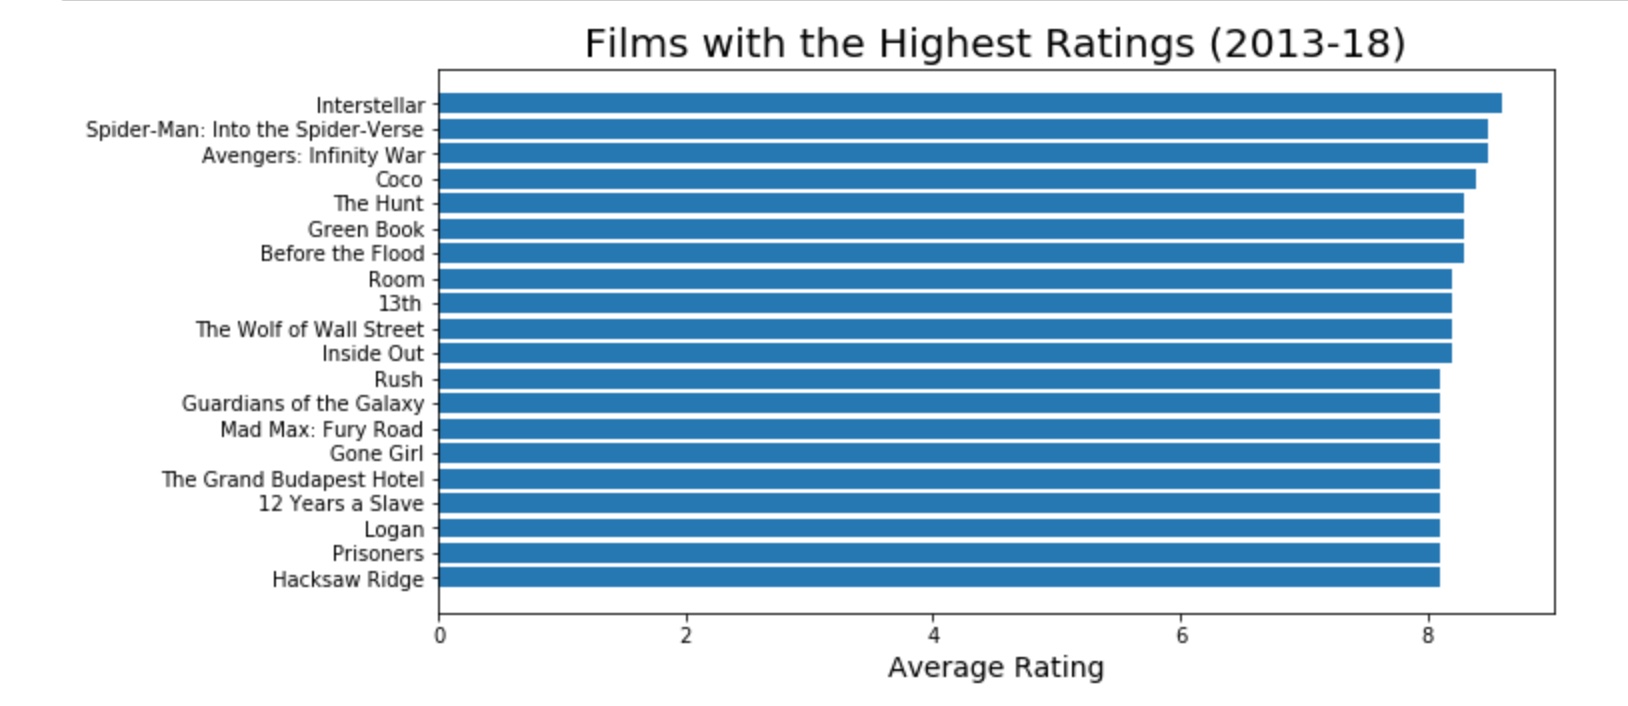 Films with the Highest Ratings (2013-18)
Interstellar
Spider-Man: Into the Spider-Verse
Avengers: Infinity War
Coco
The Hunt
Green Book
Before the Flood
Room
13th
The Wolf of Wall Street
Inside Out
Rush
Guardians of the Galaxy
Mad Max: Fury Road
Gone Girl
The Grand Budapest Hotel
12 Years a Slave
Logan
Prisoners
Hacksaw Ridge
0 2 4 6 8
Average Rating